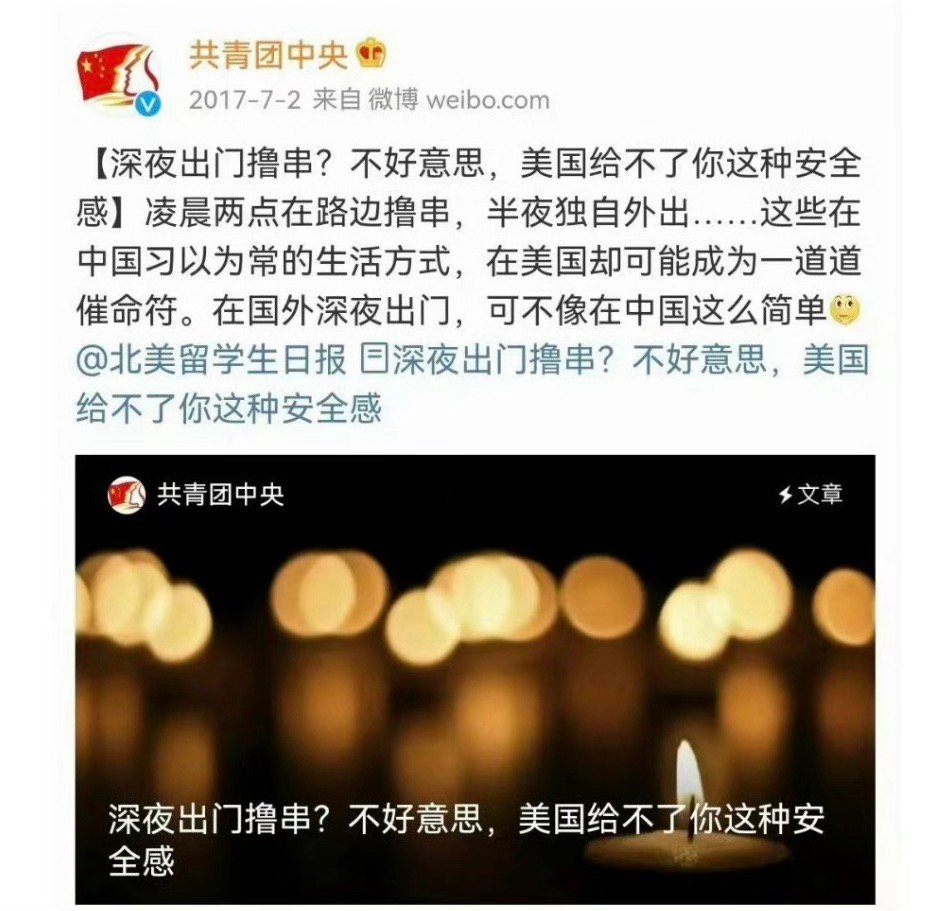 共青团中央
2017-7-2 来自 微博 weibo.com
【深夜出门撸串？不好意思，美国给不了你这种安全
感】凌晨两点在路边撸串，半夜独自外出……这些在
中国习以为常的生活方式，在美国却可能成为一道道
催命符。在国外深夜出门，可不像在中国这么简单
@北美留学生日报 深夜出门撸串？不好意思，美国
给不了你这种安全感
共青团中央
文章
深夜出门撸串？不好意思，美国给不了你这种安
全感